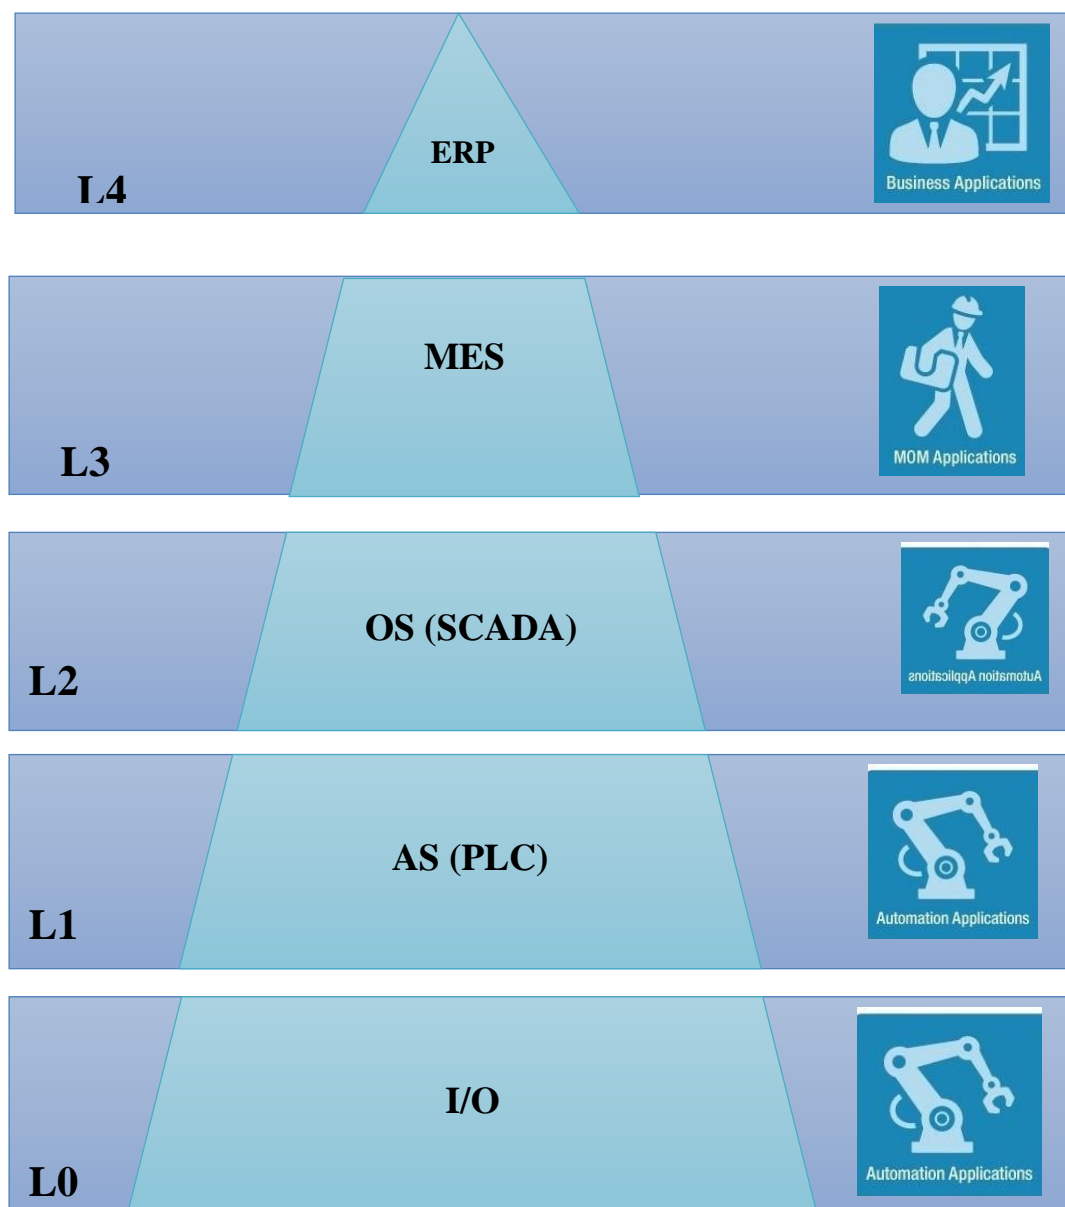 ERP
L4
Business Applications
MES
L3
MOM Applications
OS (SCADA)
L2
Automation Applications
AS (PLC)
L1
Automation Applications
I/O
L0
Automation Applications